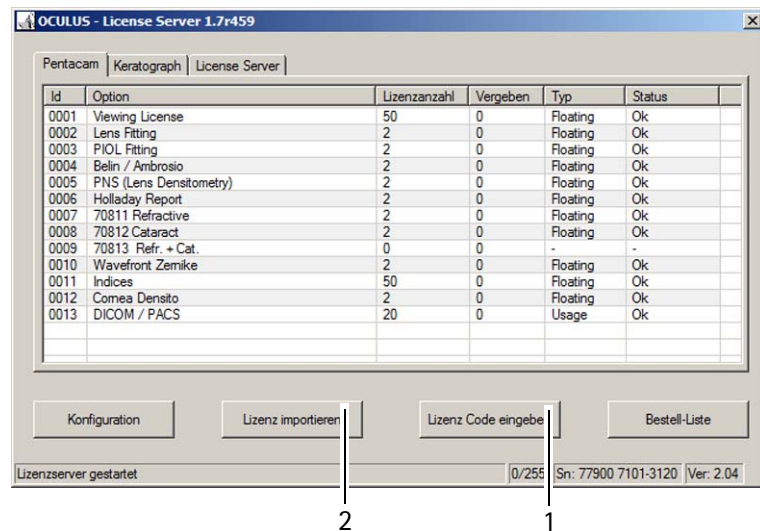 OCULUS - License Server 1.7r459
Pentacam Keratograph License Server
Id Option Lizenzanzahl Vergeben Typ Status
0001 Viewing License 50 0 Floating Ok
0002 Lens Fitting 2 0 Floating Ok
0003 PIOL Fitting 2 0 Floating Ok
0004 Belin / Ambrosio 2 0 Floating Ok
0005 PNS (Lens Densitometry) 2 0 Floating Ok
0006 Holladay Report 2 0 Floating Ok
0007 70811 Refractive 2 0 Floating Ok
0008 70812 Cataract 2 0 Floating Ok
0009 70813 Refr. + Cat. 0 0 - -
0010 Wavefront Zernike 2 0 Floating Ok
0011 Indices 50 0 Floating Ok
0012 Cornea Densito 2 0 Floating Ok
0013 DICOM / PACS 20 0 Usage Ok
Konfiguration Lizenz importieren Lizenz Code eingeben Bestell-Liste
Lizenzserver gestartet 0/255 Sn: 77900 7101-3120 Ver: 2.04
2 1